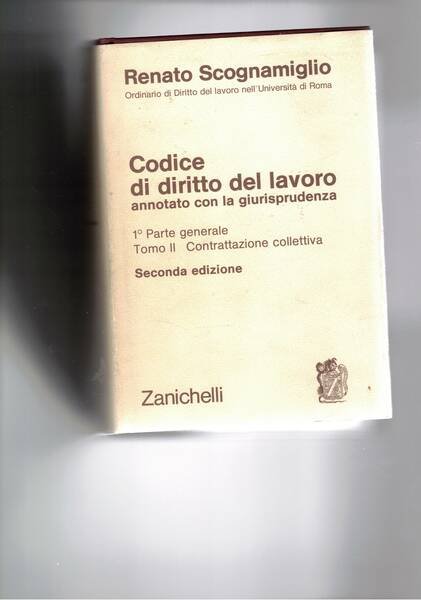 Renato Scognamiglio
Ordinario di Diritto del lavoro nell'Università di Roma
Codice
di diritto del lavoro
annotato con la giurisprudenza
1º Parte generale
Tomo II Contrattazione collettiva
Seconda edizione
Zanichelli